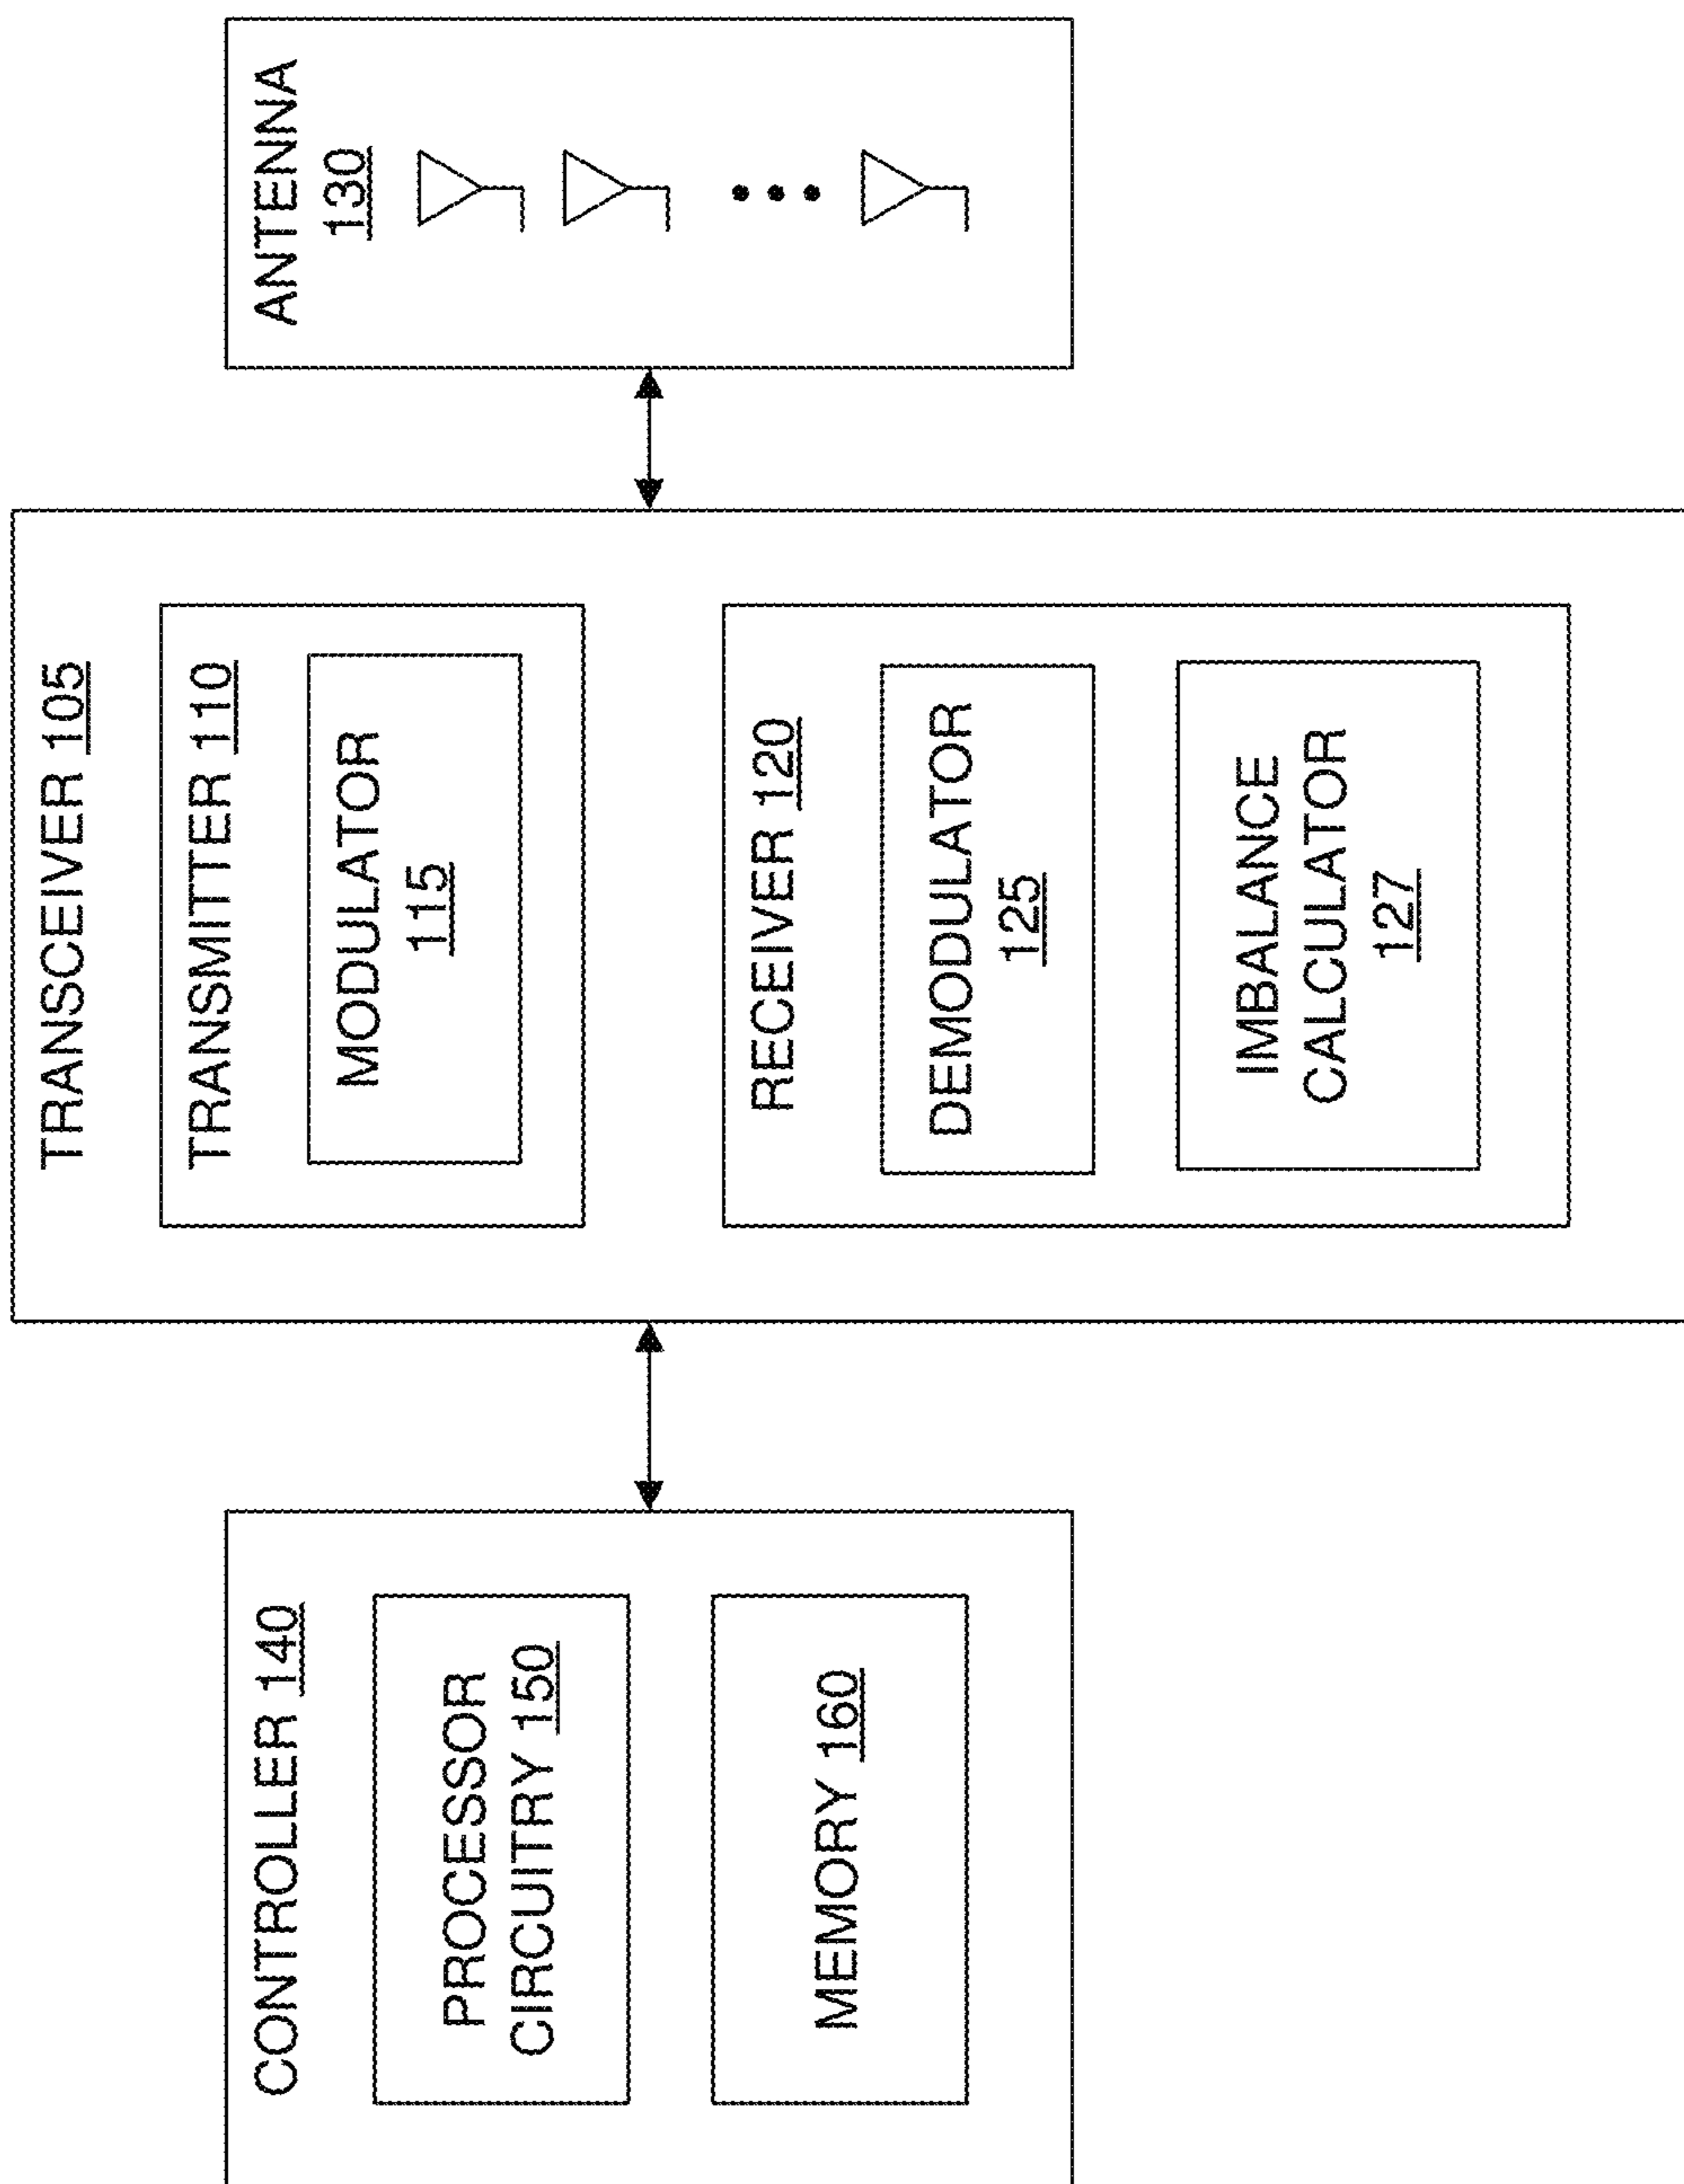 CONTROLLER 140
PROCESSOR
CIRCUITRY 150
MEMORY 160
TRANSCEIVER 105
TRANSMITTER 110
MODULATOR
115
RECEIVER 120
DEMODULATOR
125
IMBALANCE
CALCULATOR
127
ANTENNA
130